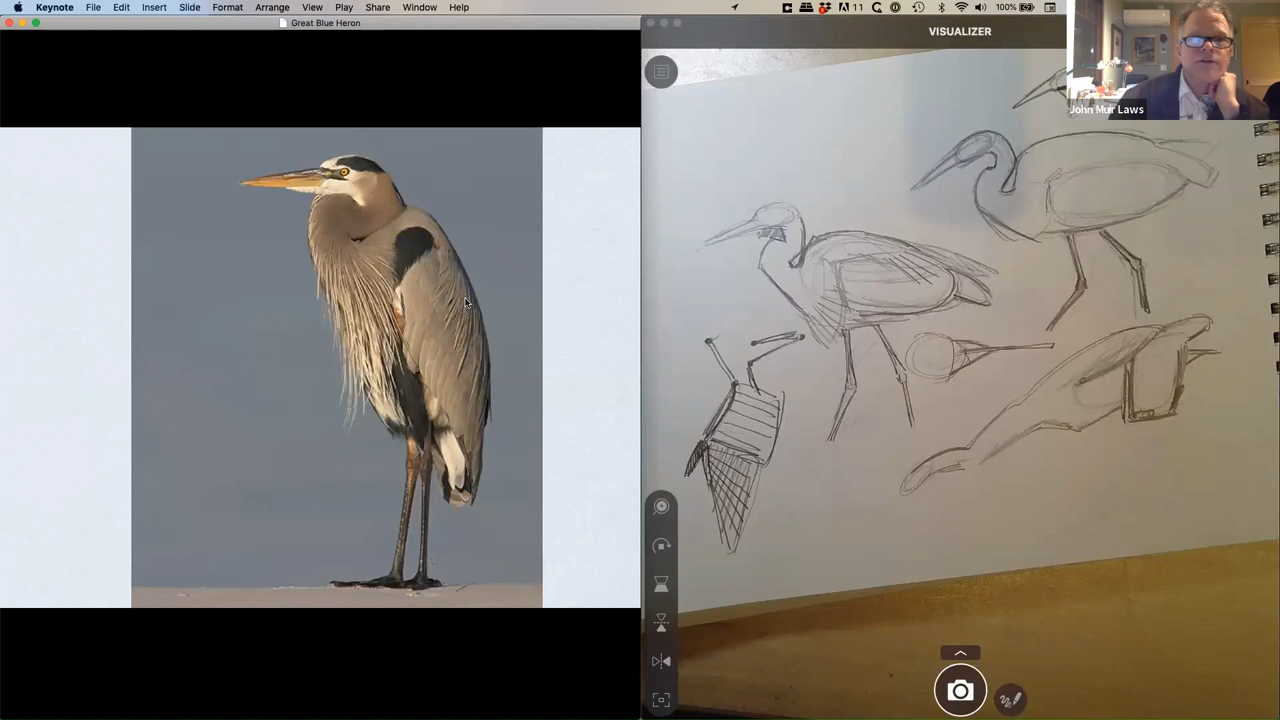 Keynote File Edit Insert Slide Format Arrange View Play Share Window Help 11 100%
Great Blue Heron
VISUALIZER
John Muir Laws